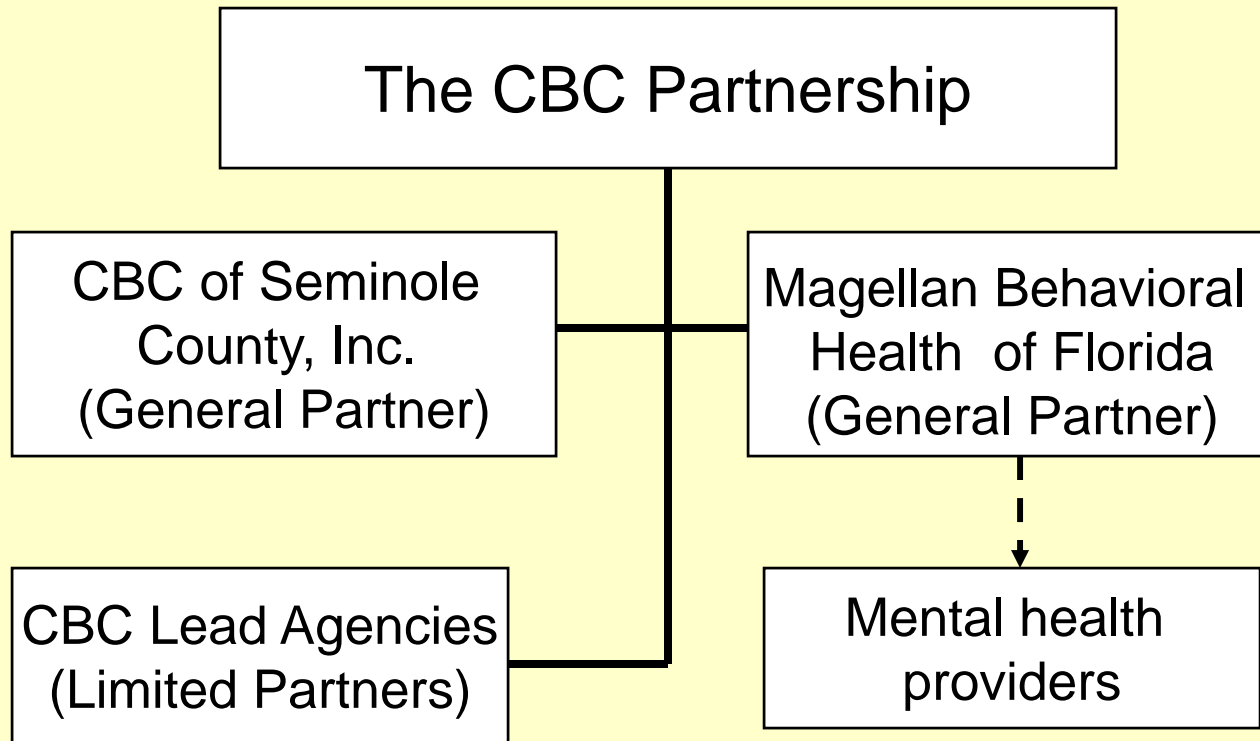 The CBC Partnership
CBC of Seminole
County, Inc.
(General Partner)
Magellan Behavioral
Health  of Florida
(General Partner)
CBC Lead Agencies
(Limited Partners)
Mental health
providers